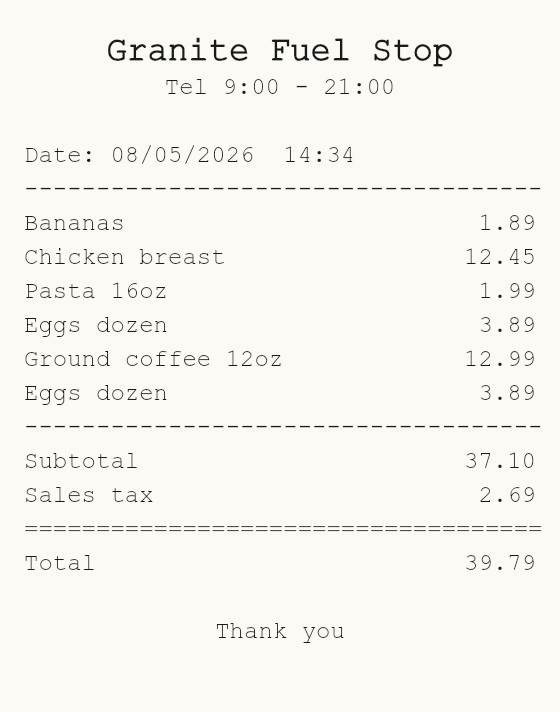 Granite Fuel Stop
Tel 9:00 - 21:00
Date: 08/05/2026  14:34
------------------------------------
Bananas 1.89
Chicken breast 12.45
Pasta 16oz 1.99
Eggs dozen 3.89
Ground coffee 12oz 12.99
Eggs dozen 3.89
------------------------------------
Subtotal 37.10
Sales tax 2.69
====================================
Total 39.79
Thank you